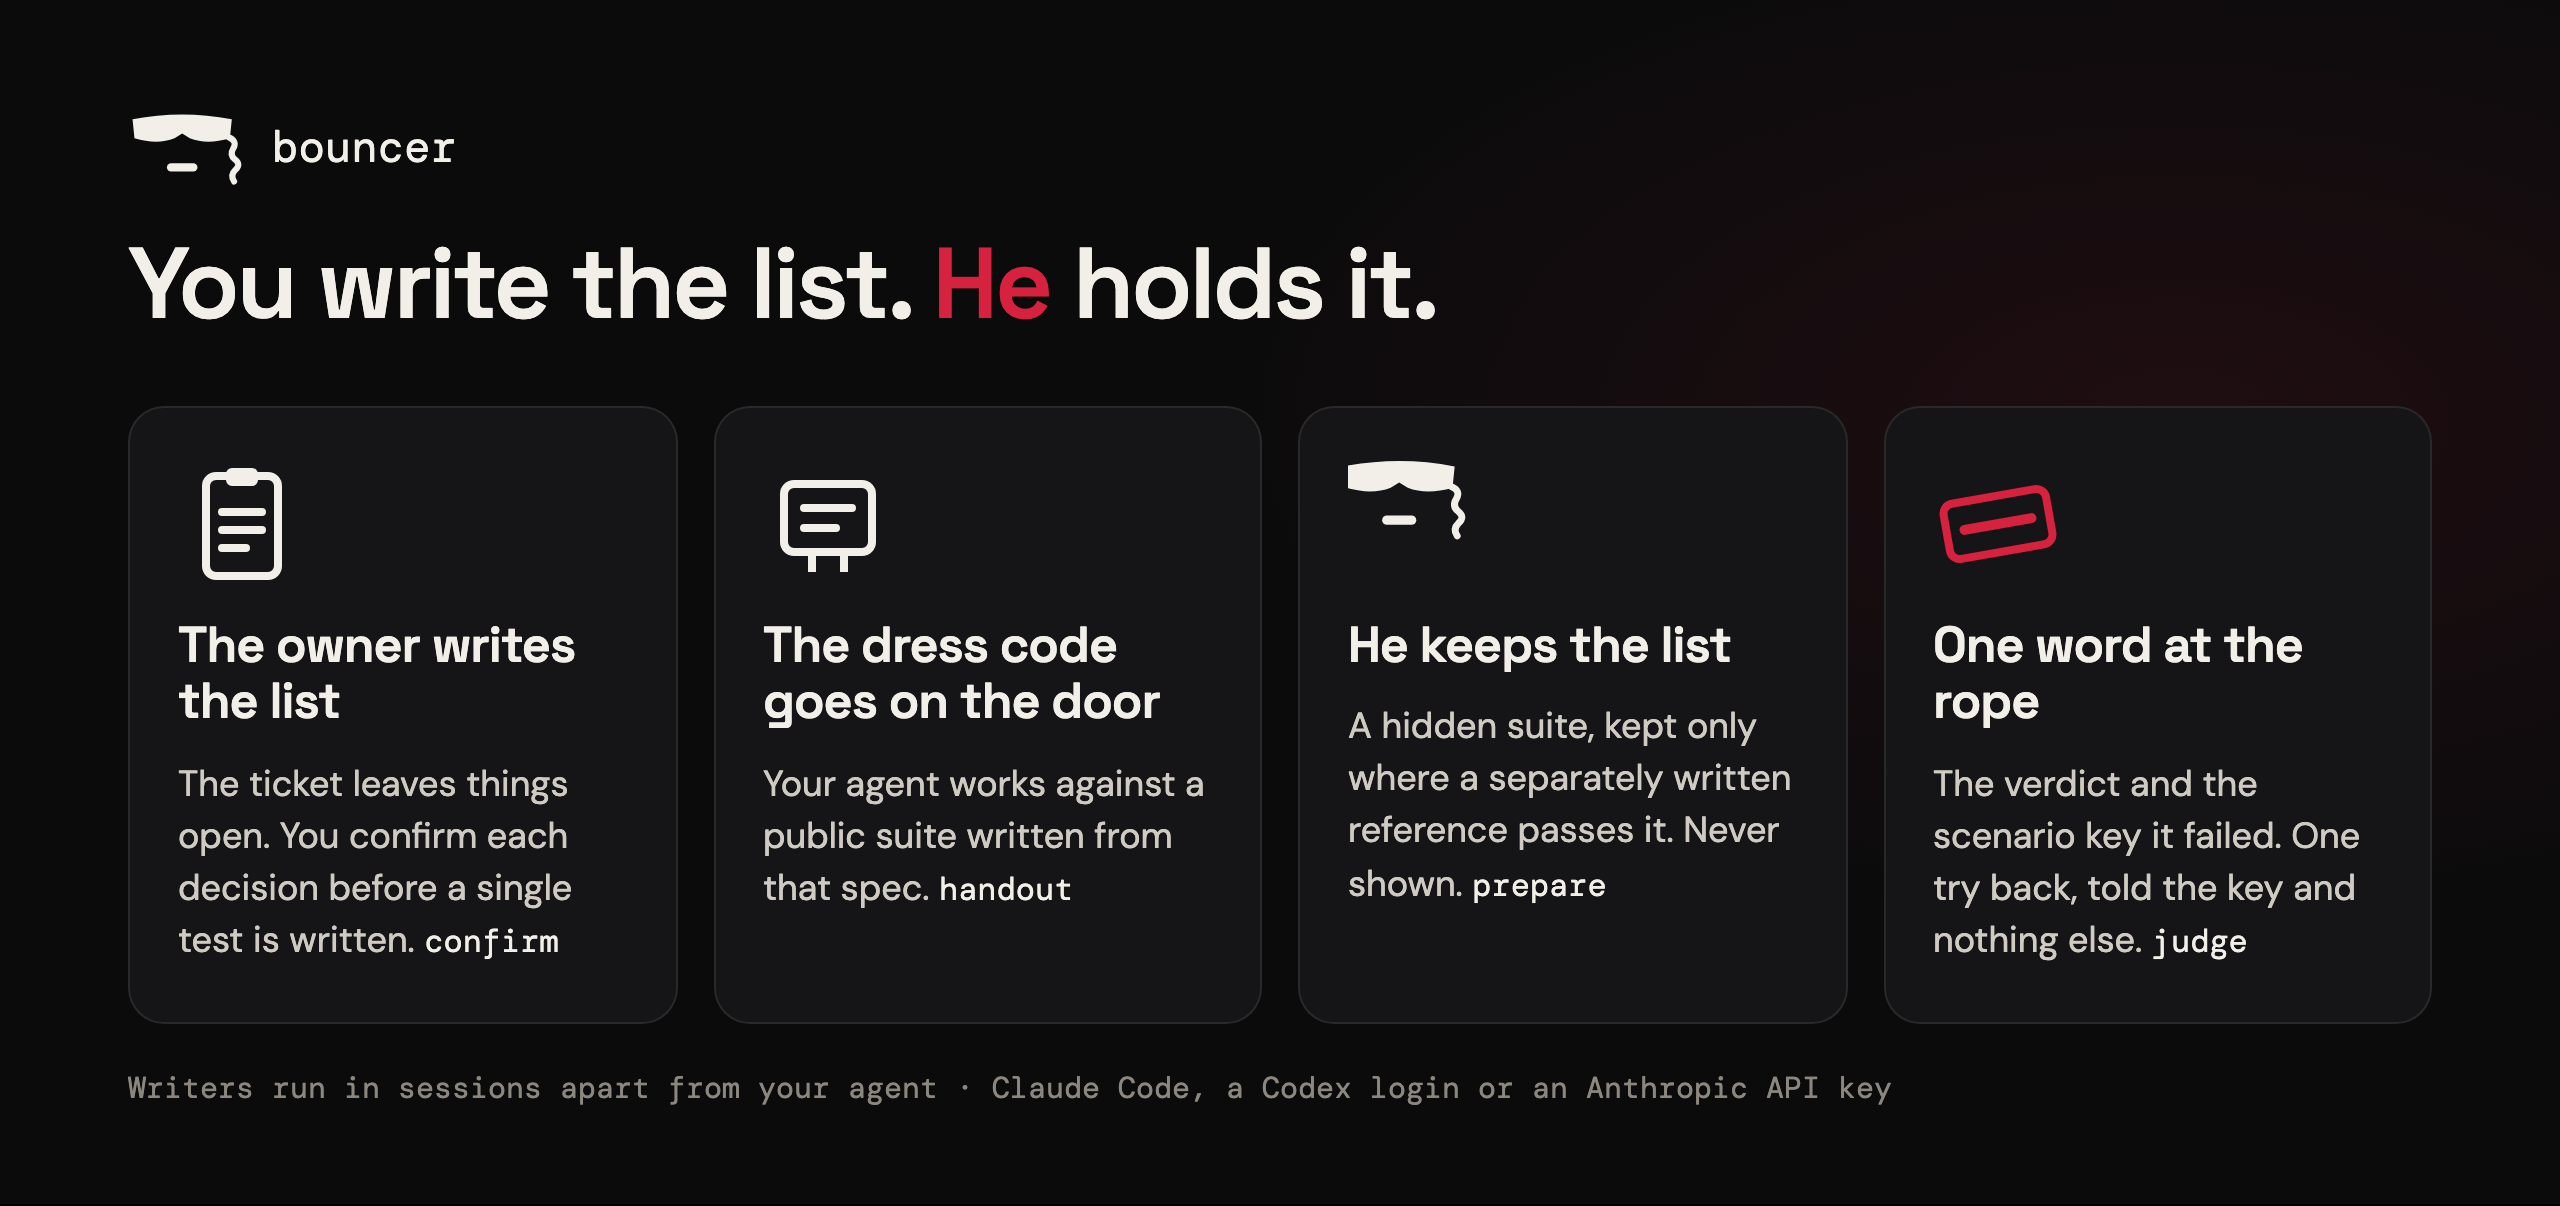 bouncer
You write the list. He holds it.
The owner writes
the list
The ticket leaves things
open. You confirm each
decision before a single
test is written. confirm
The dress code
goes on the door
Your agent works against a
public suite written from
that spec. handout
He keeps the list
A hidden suite, kept only
where a separately written
reference passes it. Never
shown. prepare
One word at the
rope
The verdict and the
scenario key it failed. One
try back, told the key and
nothing else. judge
Writers run in sessions apart from your agent · Claude Code, a Codex login or an Anthropic API key